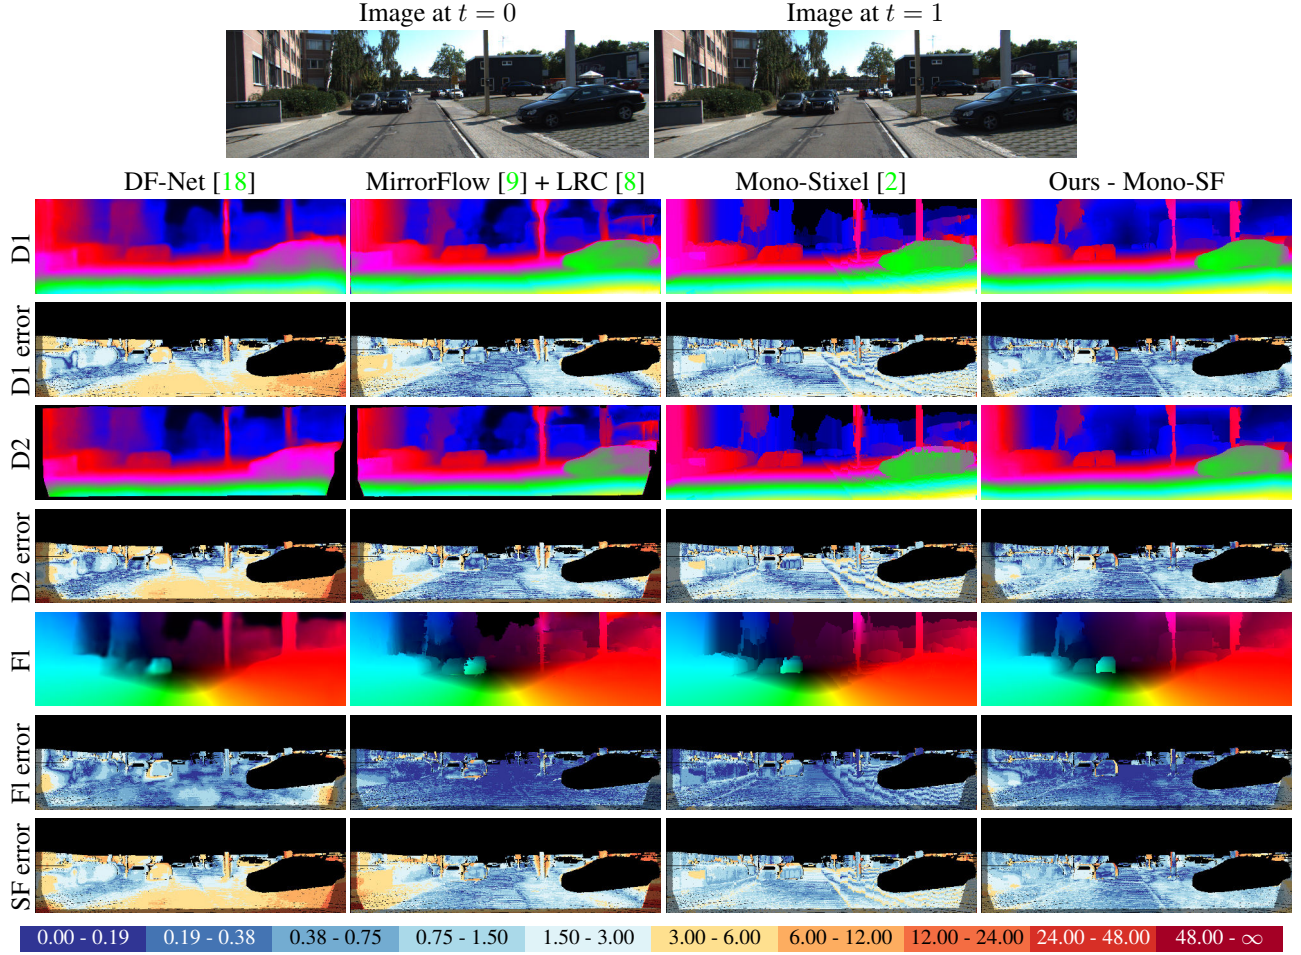 Image at t = 0
Image at t = 1
DF-Net [18]
MirrorFlow [9] + LRC [8]
Mono-Stixel [2]
Ours - Mono-SF
D1
D1 error
D2
D2 error
Fl
Fl error
SF error
0.00 - 0.19
0.19 - 0.38
0.38 - 0.75
0.75 - 1.50
1.50 - 3.00
3.00 - 6.00
6.00 - 12.00
12.00 - 24.00
24.00 - 48.00
48.00 - ∞